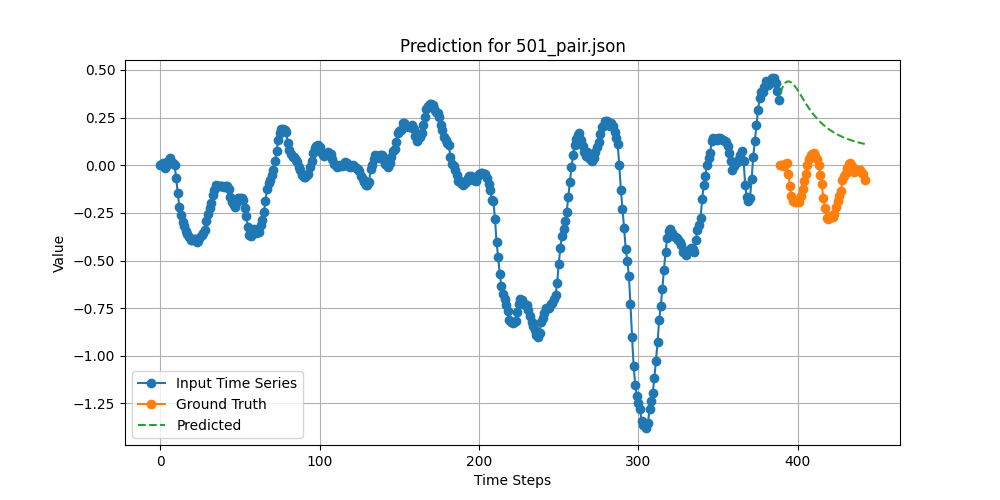 Prediction for 501_pair.json
0.50
0.25
0.00
−0.25
−0.50
−0.75
−1.00
−1.25
Value
Input Time Series
Ground Truth
Predicted
0 100 200 300 400
Time Steps